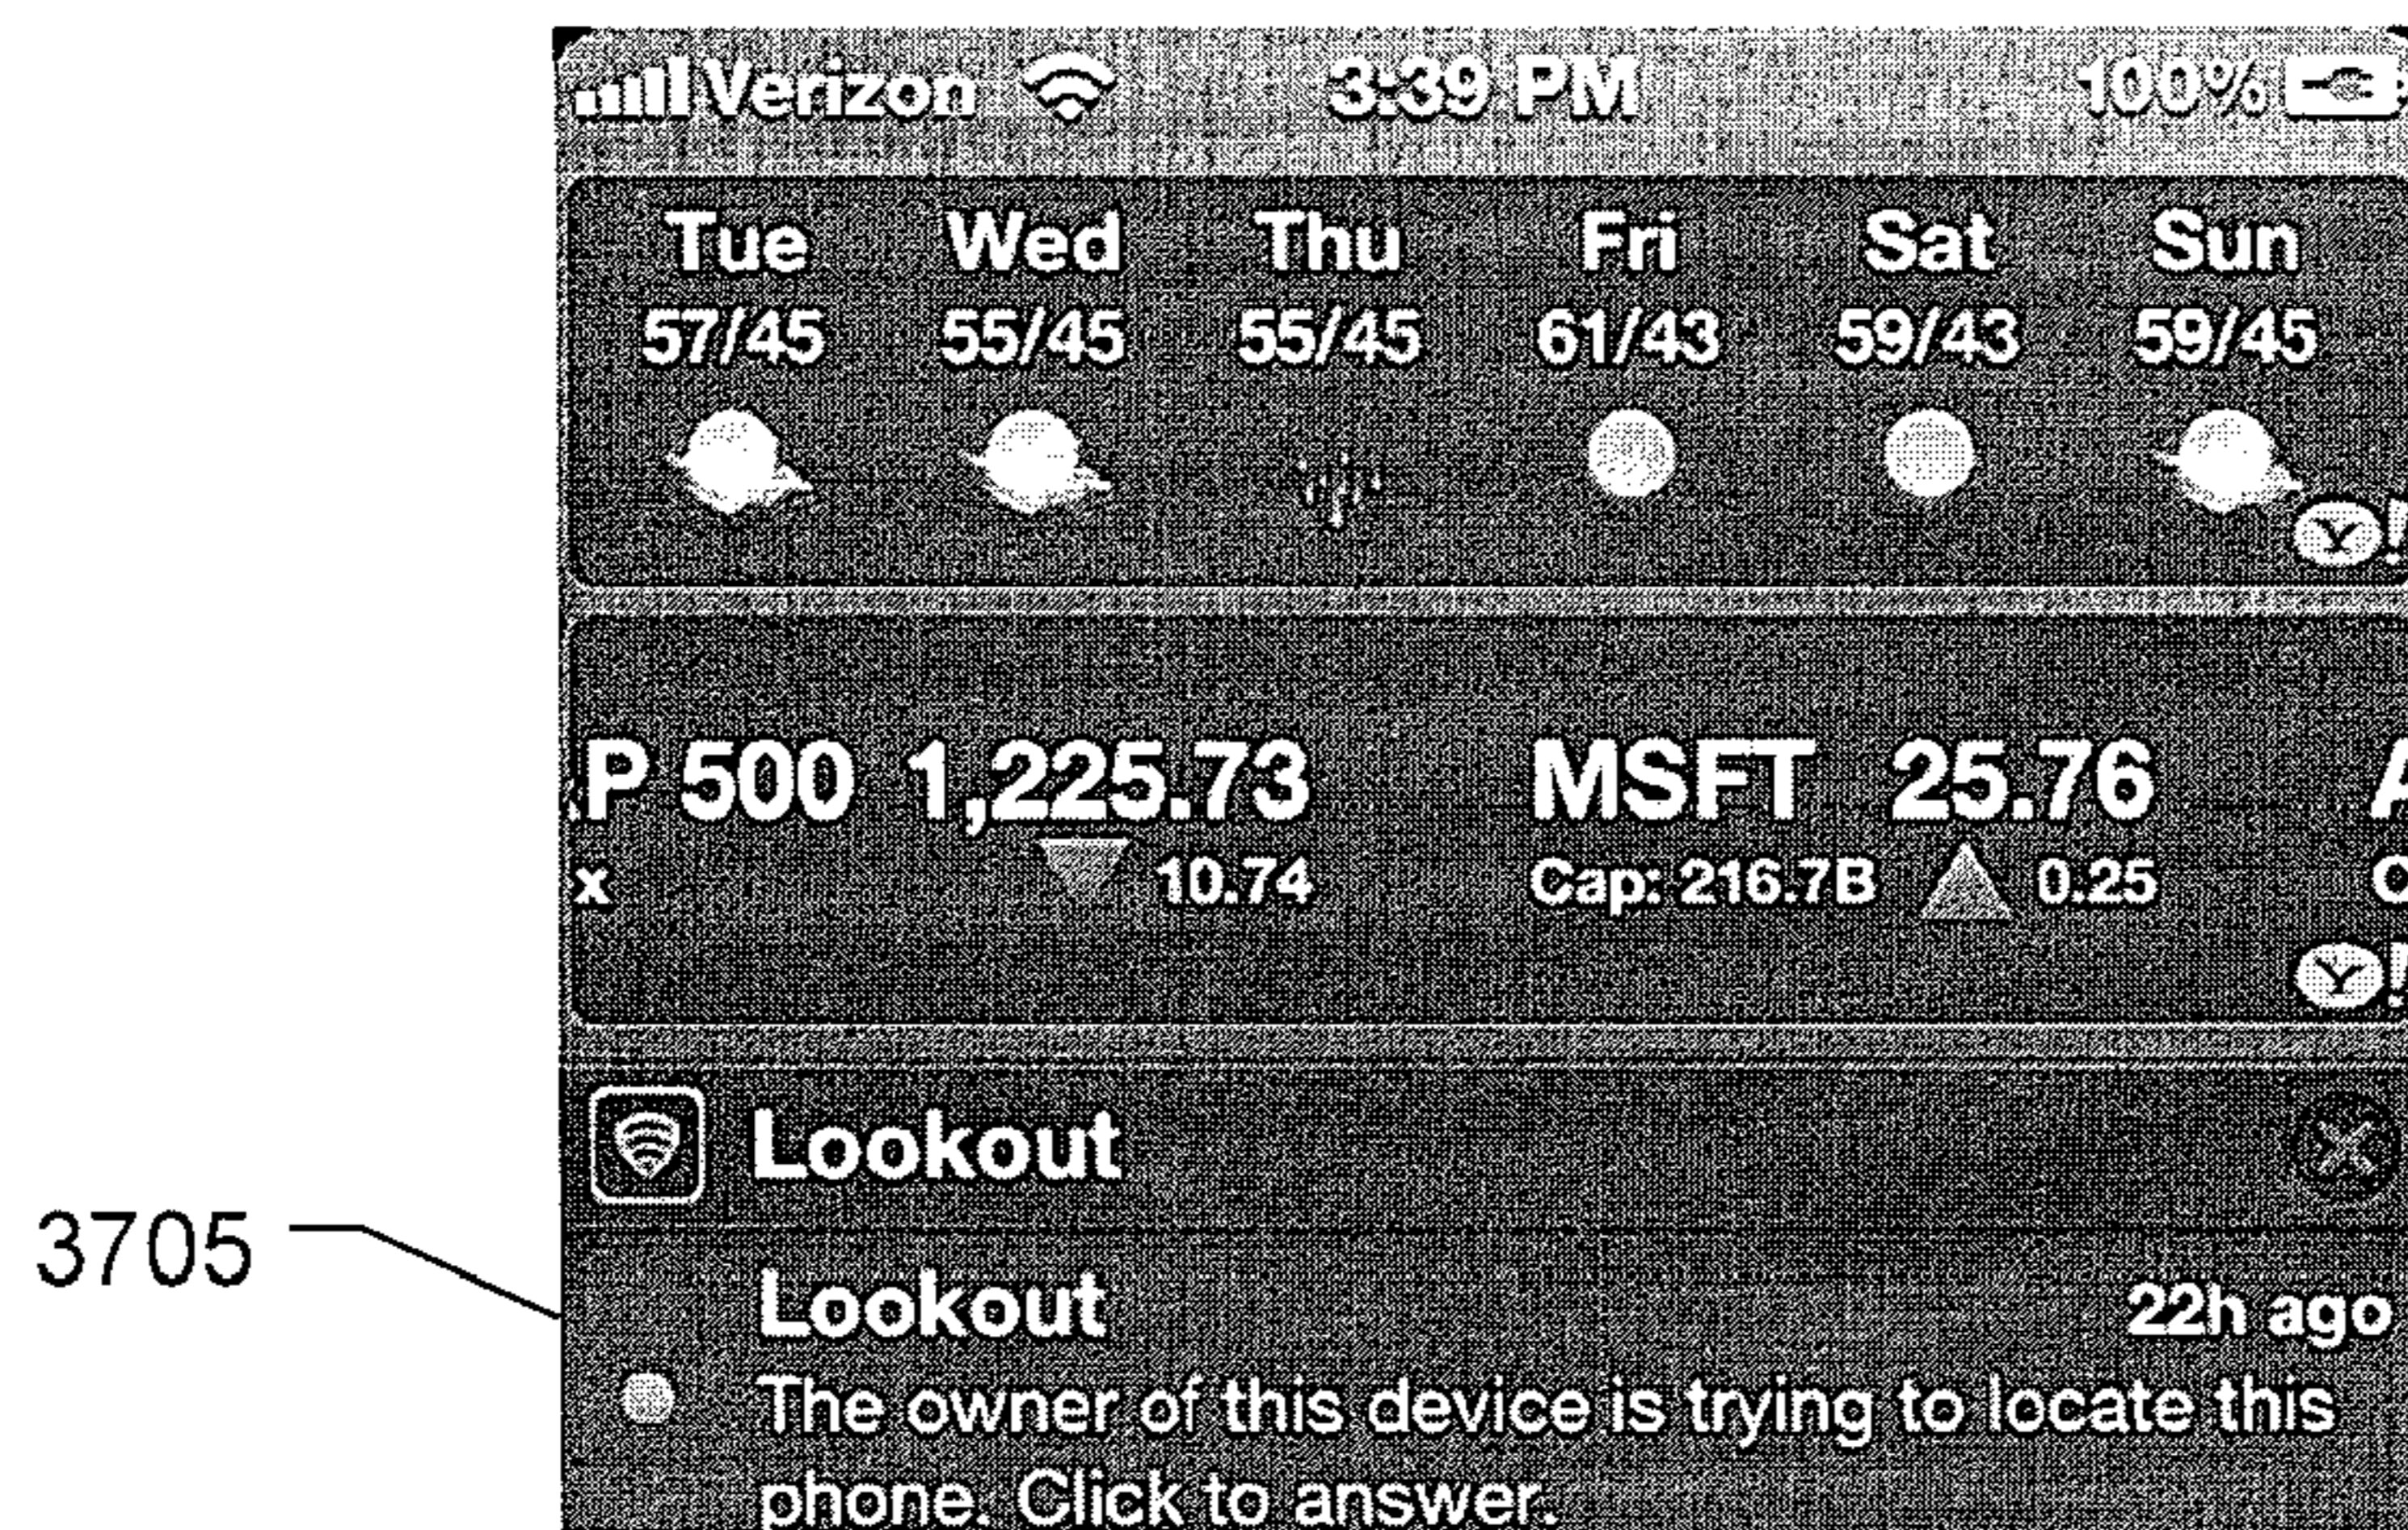 Verizon 3:39 PM 100%
Tue Wed Thu Fri Sat Sun
57/45 55/45 55/45 61/43 59/43 59/45
Y!
P 500 1,225.73 MSFT 25.76 A
x 10.74 Cap: 216.7B 0.25 C
Y!
Lookout
3705
Lookout 22h ago
The owner of this device is trying to locate this
phone. Click to answer.